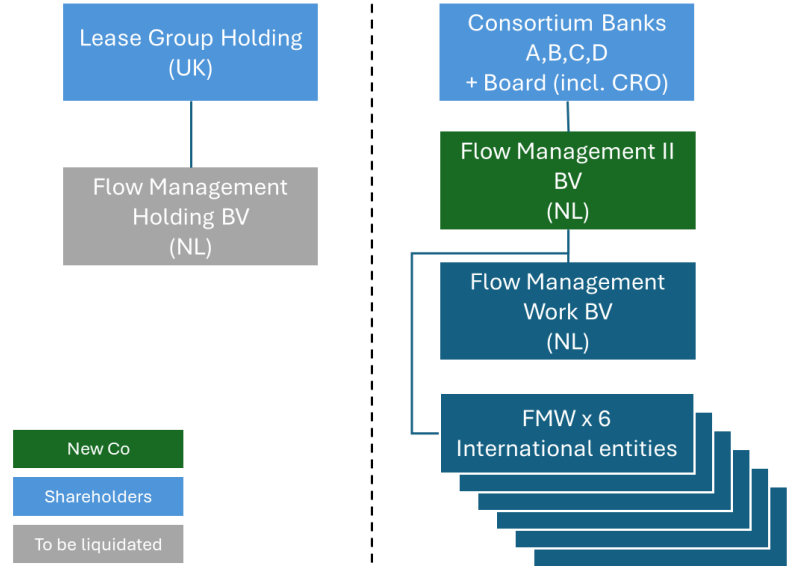 Lease Group Holding
(UK)
Flow Management
Holding BV
(NL)
Consortium Banks
A,B,C,D
+ Board (incl. CRO)
Flow Management II
BV
(NL)
Flow Management
Work BV
(NL)
FMW x 6
International entities
New Co
Shareholders
To be liquidated